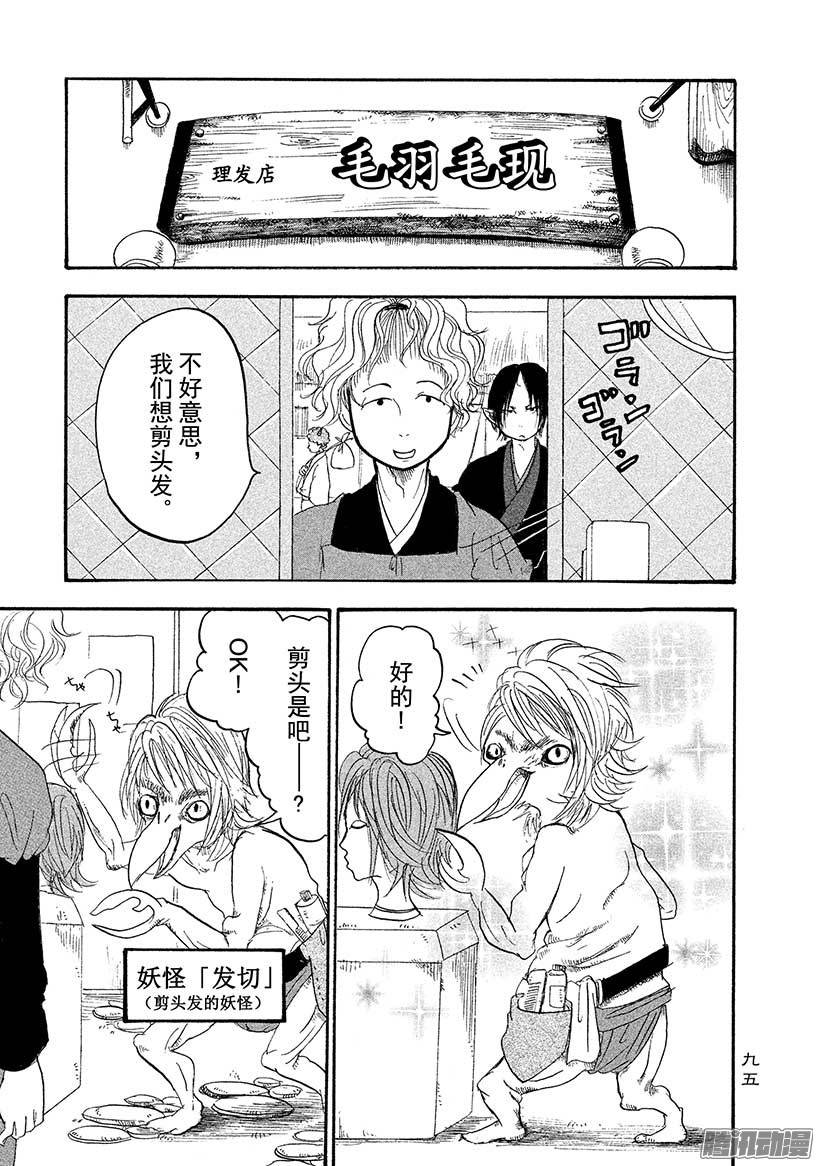 理发店 毛羽毛现
ゴランゴラン
不好意思，
我们想剪头发。
好的！
剪头是吧——？
OK！
妖怪「发切」
（剪头发的妖怪）
九五
腾讯动漫